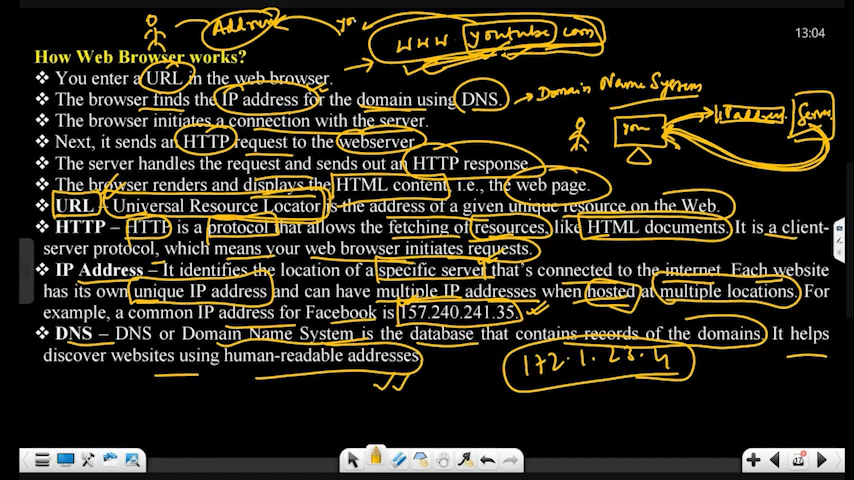 Address you www.youtube.com
13:04
How Web Browser works?
❖ You enter a URL in the web browser.
❖ The browser finds the IP address for the domain using DNS. → Domain Name System
❖ The browser initiates a connection with the server.
❖ Next, it sends an HTTP request to the webserver.
You IP address Server
❖ The server handles the request and sends out an HTTP response.
❖ The browser renders and displays the HTML content, i.e., the web page.
❖ URL – Universal Resource Locator is the address of a given unique resource on the Web.
❖ HTTP – HTTP is a protocol that allows the fetching of resources, like HTML documents. It is a client-
server protocol, which means your web browser initiates requests.
❖ IP Address – It identifies the location of a specific server that's connected to the internet. Each website
has its own unique IP address and can have multiple IP addresses when hosted at multiple locations. For
example, a common IP address for Facebook is 157.240.241.35.
❖ DNS – DNS or Domain Name System is the database that contains records of the domains. It helps
discover websites using human-readable addresses.
172.1.23.4